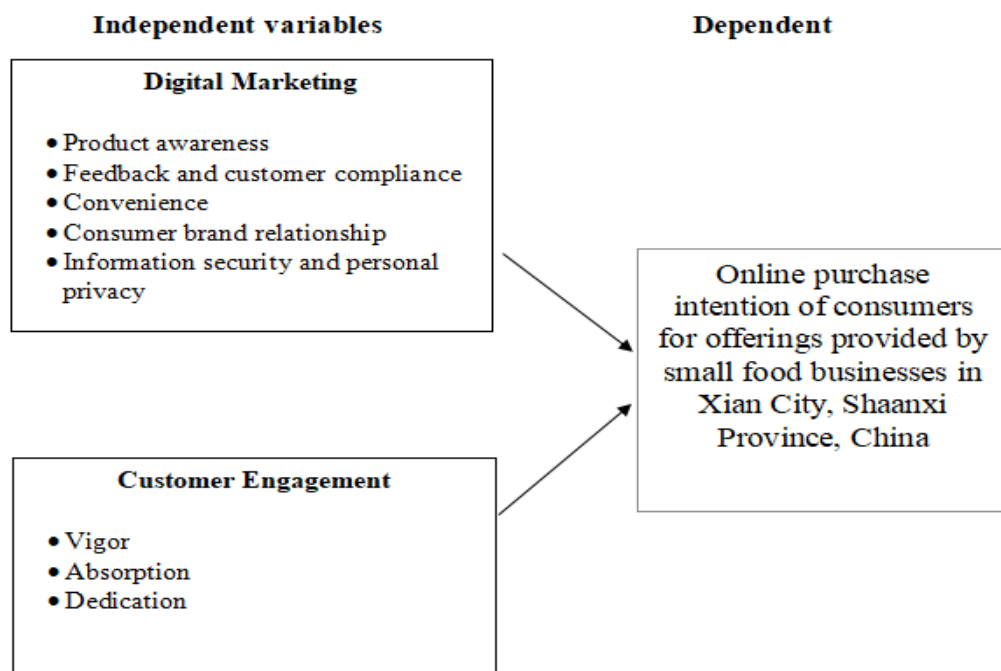 Independent variables
Dependent
Digital Marketing
• Product awareness
• Feedback and customer compliance
• Convenience
• Consumer brand relationship
• Information security and personal
privacy
Online purchase
intention of consumers
for offerings provided by
small food businesses in
Xian City, Shaanxi
Province, China
Customer Engagement
• Vigor
• Absorption
• Dedication